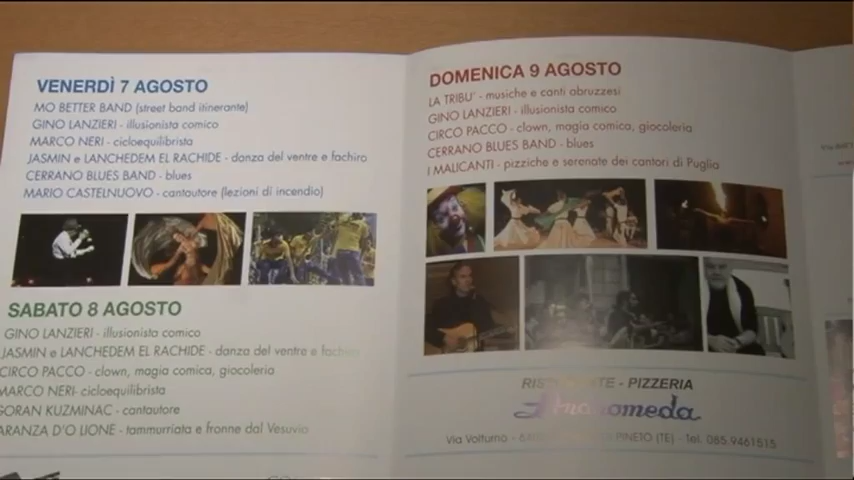 VENERDÌ 7 AGOSTO
MO BETTER BAND (street band itinerante)
GINO LANZIERI - illusionista comico
MARCO NERI - cicloequilibrista
JASMIN e LANCHEDEM EL RACHIDE - danza del ventre e fachiro
CERRANO BLUES BAND - blues
MARIO CASTELNUOVO - cantautore (lezioni di incendio)
SABATO 8 AGOSTO
GINO LANZIERI - illusionista comico
JASMIN e LANCHEDEM EL RACHIDE - danza del ventre e fachiro
CIRCO PACCO - clown, magia comica, giocoleria
MARCO NERI- cicloequilibrista
GORAN KUZMINAC - cantautore
PARANZA D'O LIONE - tammurriata e fronne dal Vesuvio
DOMENICA 9 AGOSTO
LA TRIBU' - musiche e canti abruzzesi
GINO LANZIERI - illusionista comico
CIRCO PACCO - clown, magia comica, giocoleria
CERRANO BLUES BAND - blues
I MALICANTI - pizziche e serenate dei cantori di Puglia
RISTORANTE - PIZZERIA
Andromeda
Via Volturno - PINETO (TE) - Tel. 085.9461515